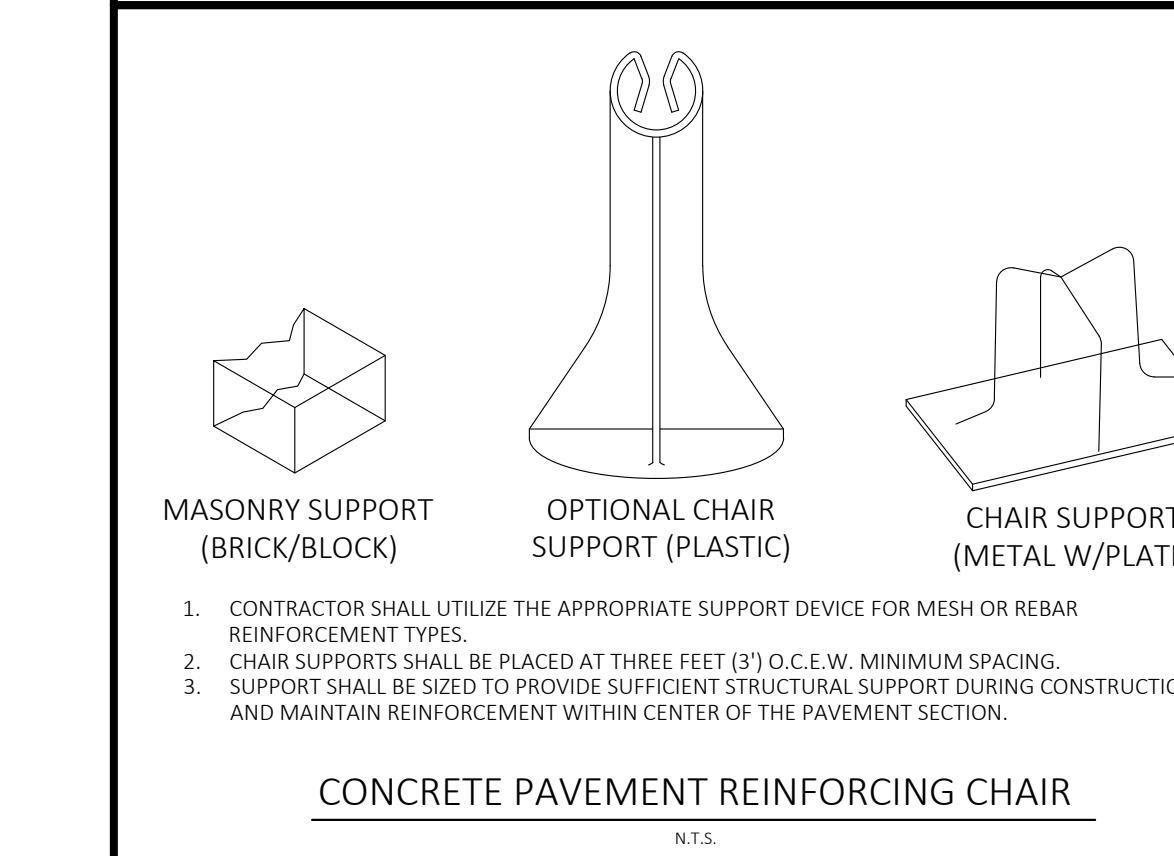 MASONRY SUPPORT
(BRICK/BLOCK)
OPTIONAL CHAIR
SUPPORT (PLASTIC)
CHAIR SUPPORT
(METAL W/PLAT
1. CONTRACTOR SHALL UTILIZE THE APPROPRIATE SUPPORT DEVICE FOR MESH OR REBAR
REINFORCEMENT TYPES.
2. CHAIR SUPPORTS SHALL BE PLACED AT THREE FEET (3') O.C.E.W. MINIMUM SPACING.
3. SUPPORT SHALL BE SIZED TO PROVIDE SUFFICIENT STRUCTURAL SUPPORT DURING CONSTRUCTIO
AND MAINTAIN REINFORCEMENT WITHIN CENTER OF THE PAVEMENT SECTION.
CONCRETE PAVEMENT REINFORCING CHAIR
N.T.S.